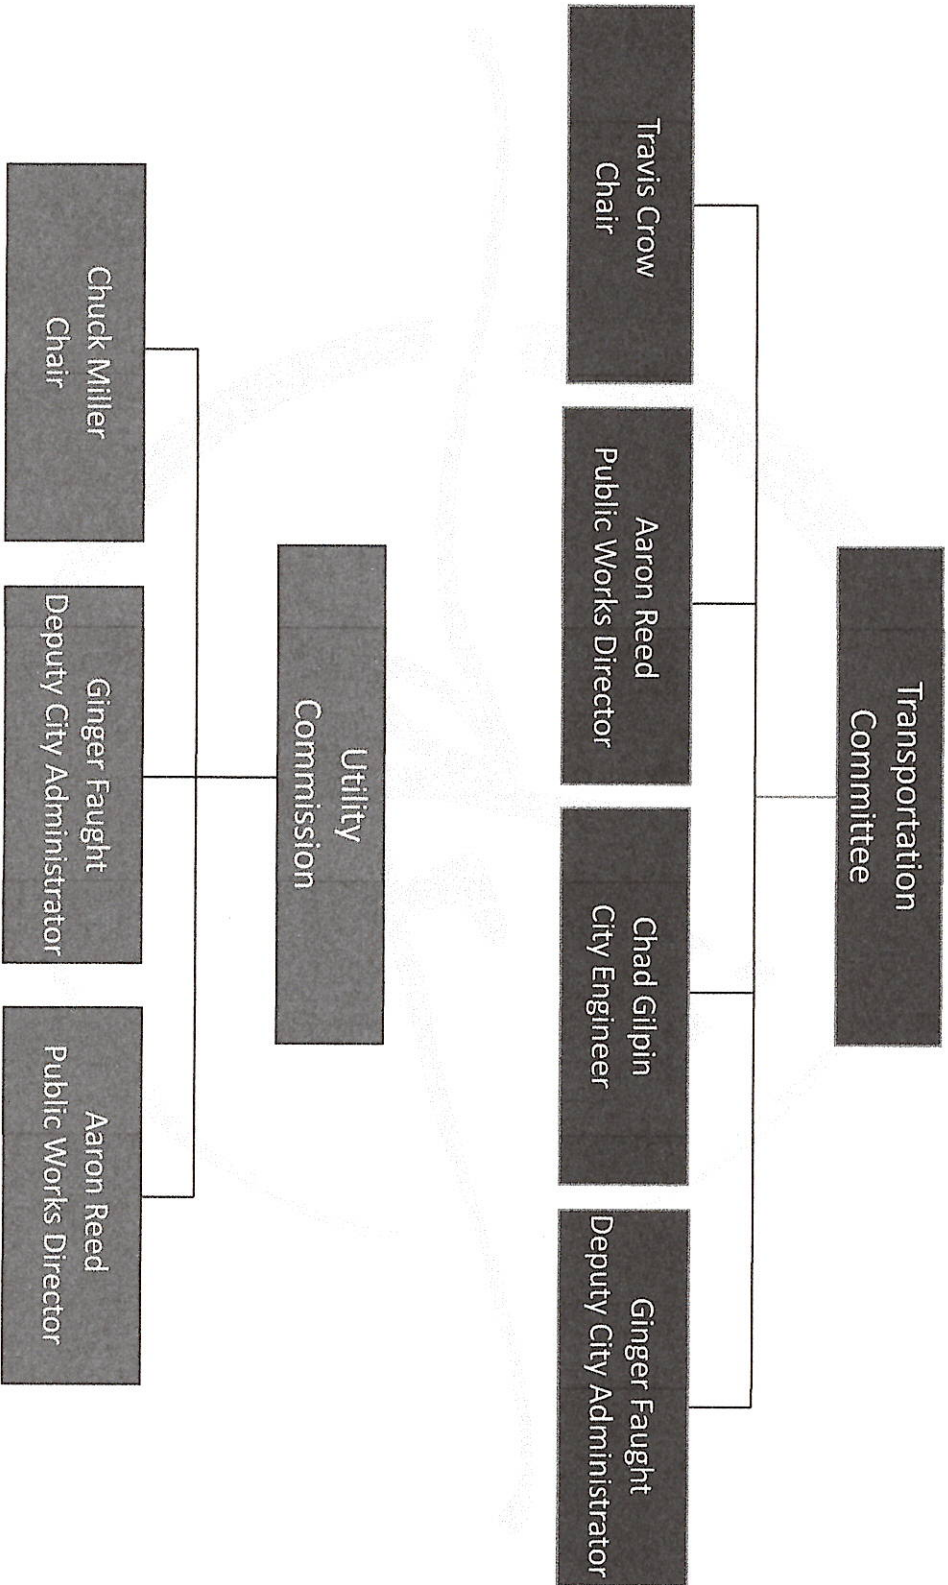 Transportation
Committee
Travis Crow
Chair
Aaron Reed
Public Works Director
Chad Gilpin
City Engineer
Ginger Faught
Deputy City Administrator
Utility
Commission
Chuck Miller
Chair
Ginger Faught
Deputy City Administrator
Aaron Reed
Public Works Director